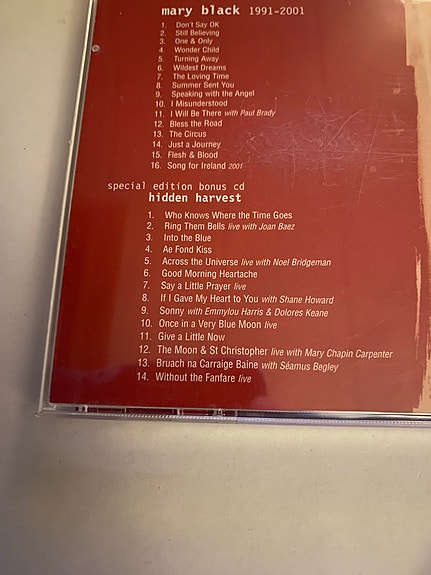 mary black 1991-2001
1. Don't Say OK
2. Still Believing
3. One & Only
4. Wonder Child
5. Turning Away
6. Wildest Dreams
7. The Loving Time
8. Summer Sent You
9. Speaking with the Angel
10. I Misunderstood
11. I Will Be There with Paul Brady
12. Bless the Road
13. The Circus
14. Just a Journey
15. Flesh & Blood
16. Song for Ireland 2001
special edition bonus cd
hidden harvest
1. Who Knows Where the Time Goes
2. Ring Them Bells live with Joan Baez
3. Into the Blue
4. Ae Fond Kiss
5. Across the Universe live with Noel Bridgeman
6. Good Morning Heartache
7. Say a Little Prayer live
8. If I Gave My Heart to You with Shane Howard
9. Sonny with Emmylou Harris & Dolores Keane
10. Once in a Very Blue Moon live
11. Give a Little Now
12. The Moon & St Christopher live with Mary Chapin Carpenter
13. Bruach na Carraige Baine with Séamus Begley
14. Without the Fanfare live